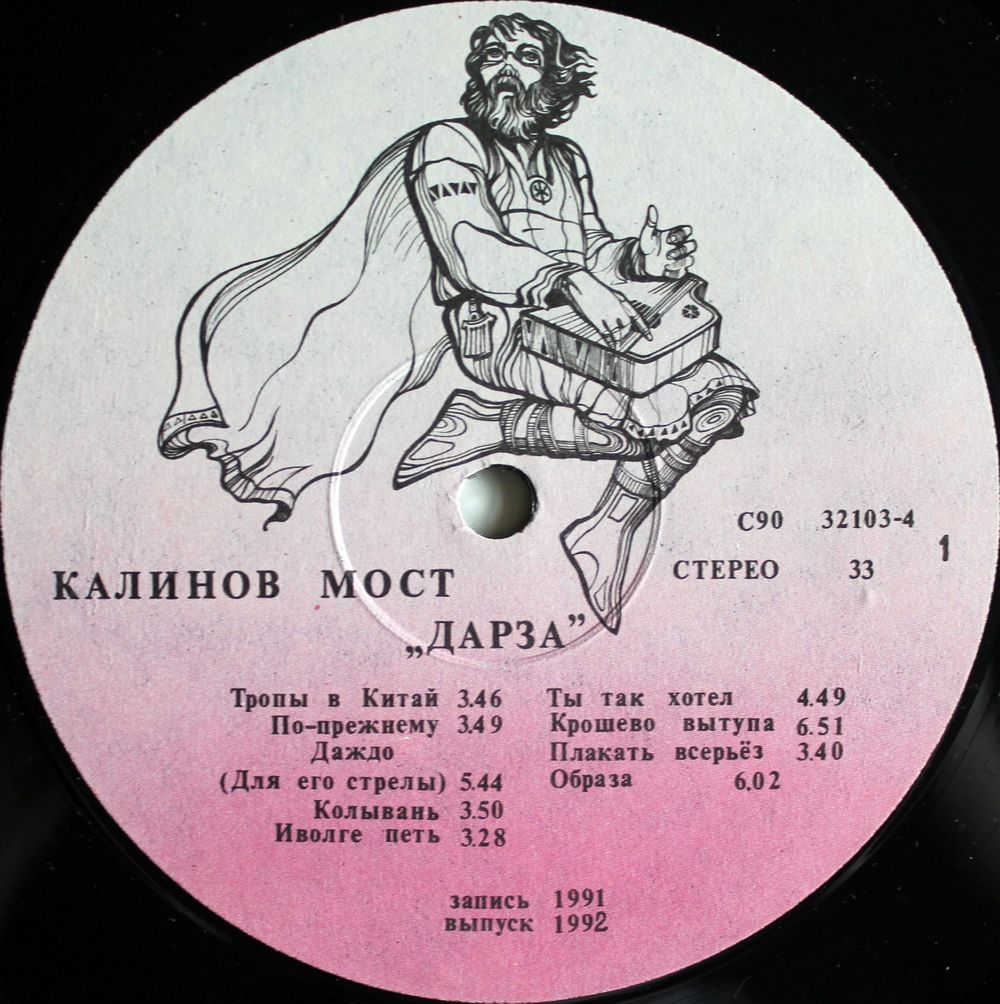 С90 32103-4
1
СТЕРЕО 33
КАЛИНОВ МОСТ
„ДАРЗА”
Тропы в Китай 3.46
По-прежнему 3.49
Даждо
(Для его стрелы) 5.44
Колывань 3.50
Иволге петь 3.28
Ты так хотел 4.49
Крошево вытупа 6.51
Плакать всерьёз 3.40
Образа 6.02
запись 1991
выпуск 1992